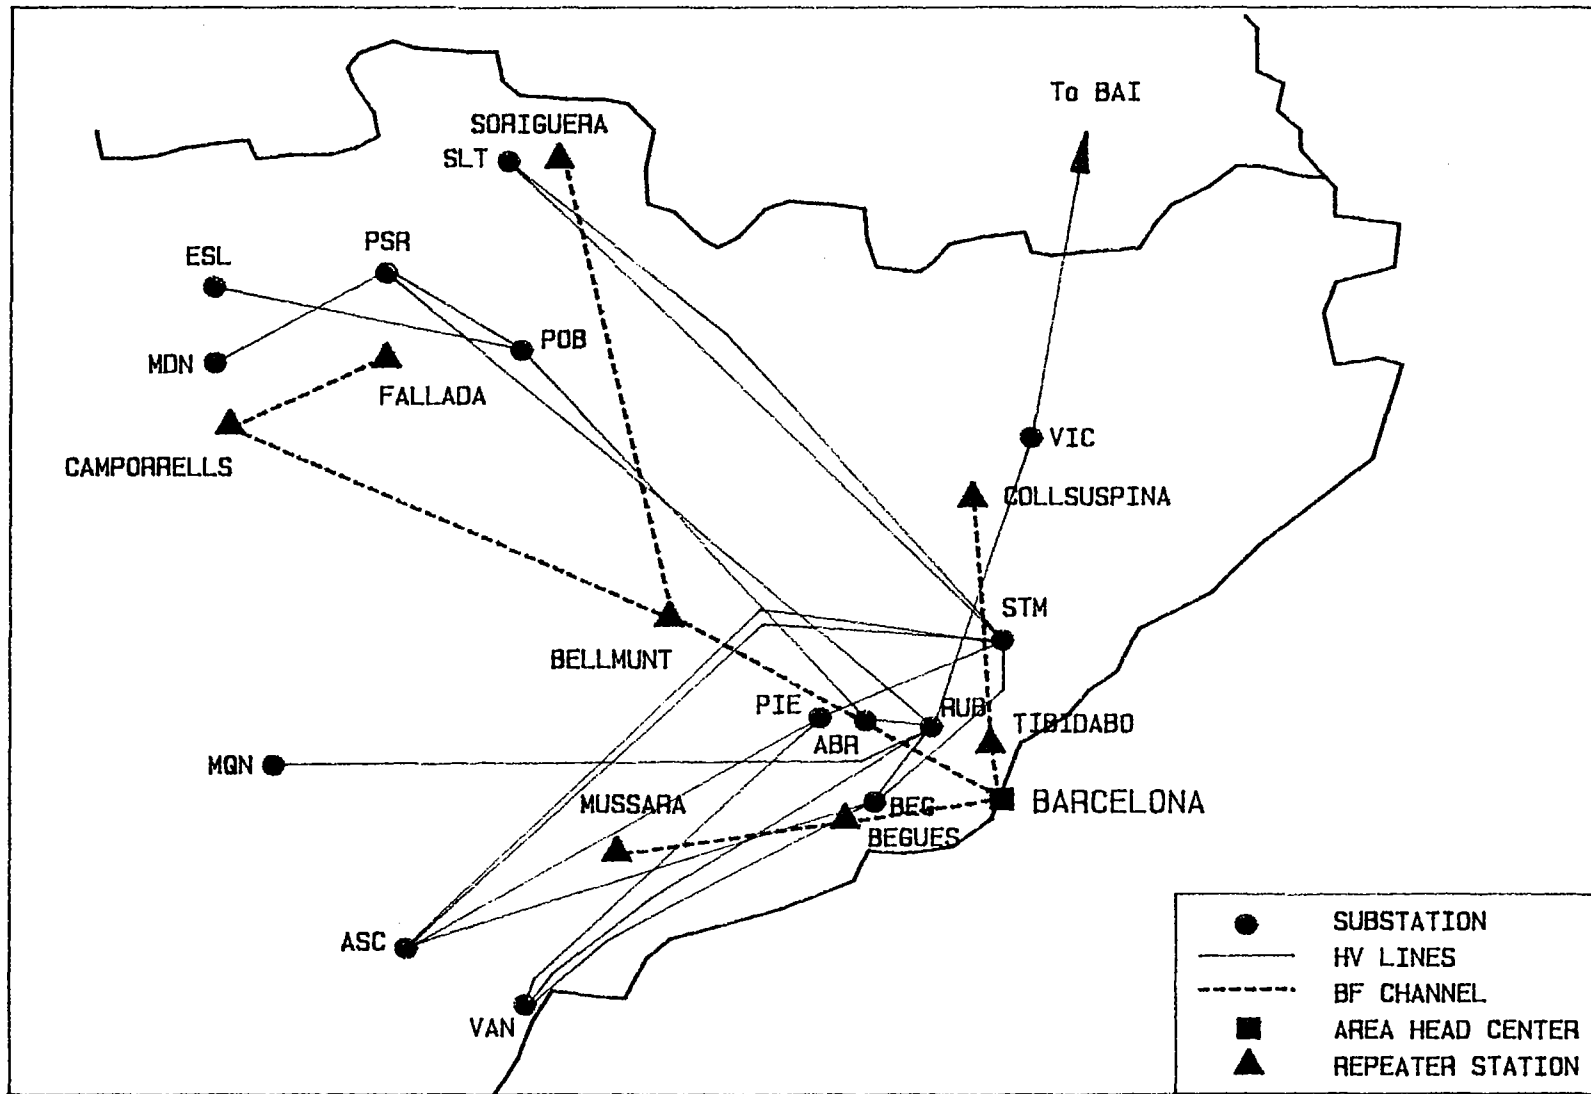 To BAI
SORIGUERA
SLT
PSR
ESL
POB
MDN
FALLADA
VIC
CAMPORRELLS
COLLSUSPINA
STM
BELLMUNT
PIE
RUB
TIBIDABO
ABR
MQN
MUSSARA
BEG
BARCELONA
BEGUES
ASC
VAN
SUBSTATION
HV LINES
BF CHANNEL
AREA HEAD CENTER
REPEATER STATION